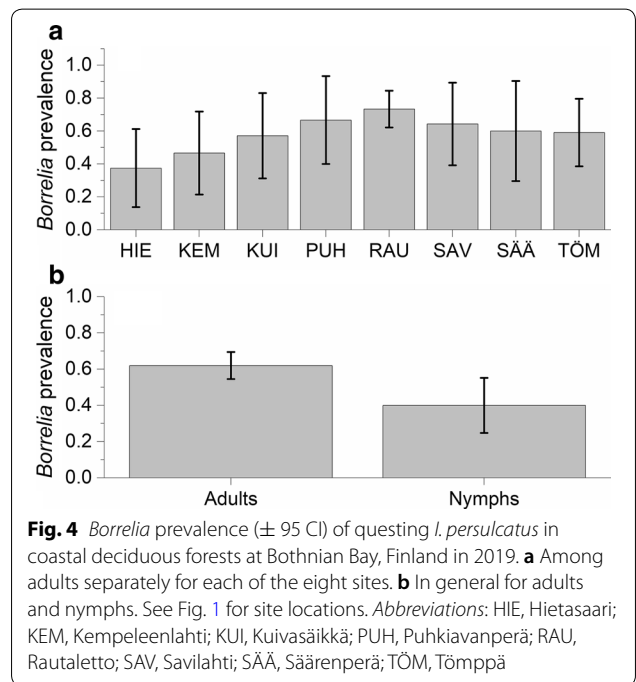 a
Borrelia prevalence
1.0
0.8
0.6
0.4
0.2
0.0
HIE KEM KUI PUH RAU SAV SÄÄ TÖM
b
Borrelia prevalence
1.0
0.8
0.6
0.4
0.2
0.0
Adults Nymphs
Fig. 4 Borrelia prevalence (± 95 CI) of questing I. persulcatus in
coastal deciduous forests at Bothnian Bay, Finland in 2019. a Among
adults separately for each of the eight sites. b In general for adults
and nymphs. See Fig. 1 for site locations. Abbreviations: HIE, Hietasaari;
KEM, Kempeleenlahti; KUI, Kuivasäikkä; PUH, Puhkiavanperä; RAU,
Rautaletto; SAV, Savilahti; SÄÄ, Säärenperä; TÖM, Tömppä